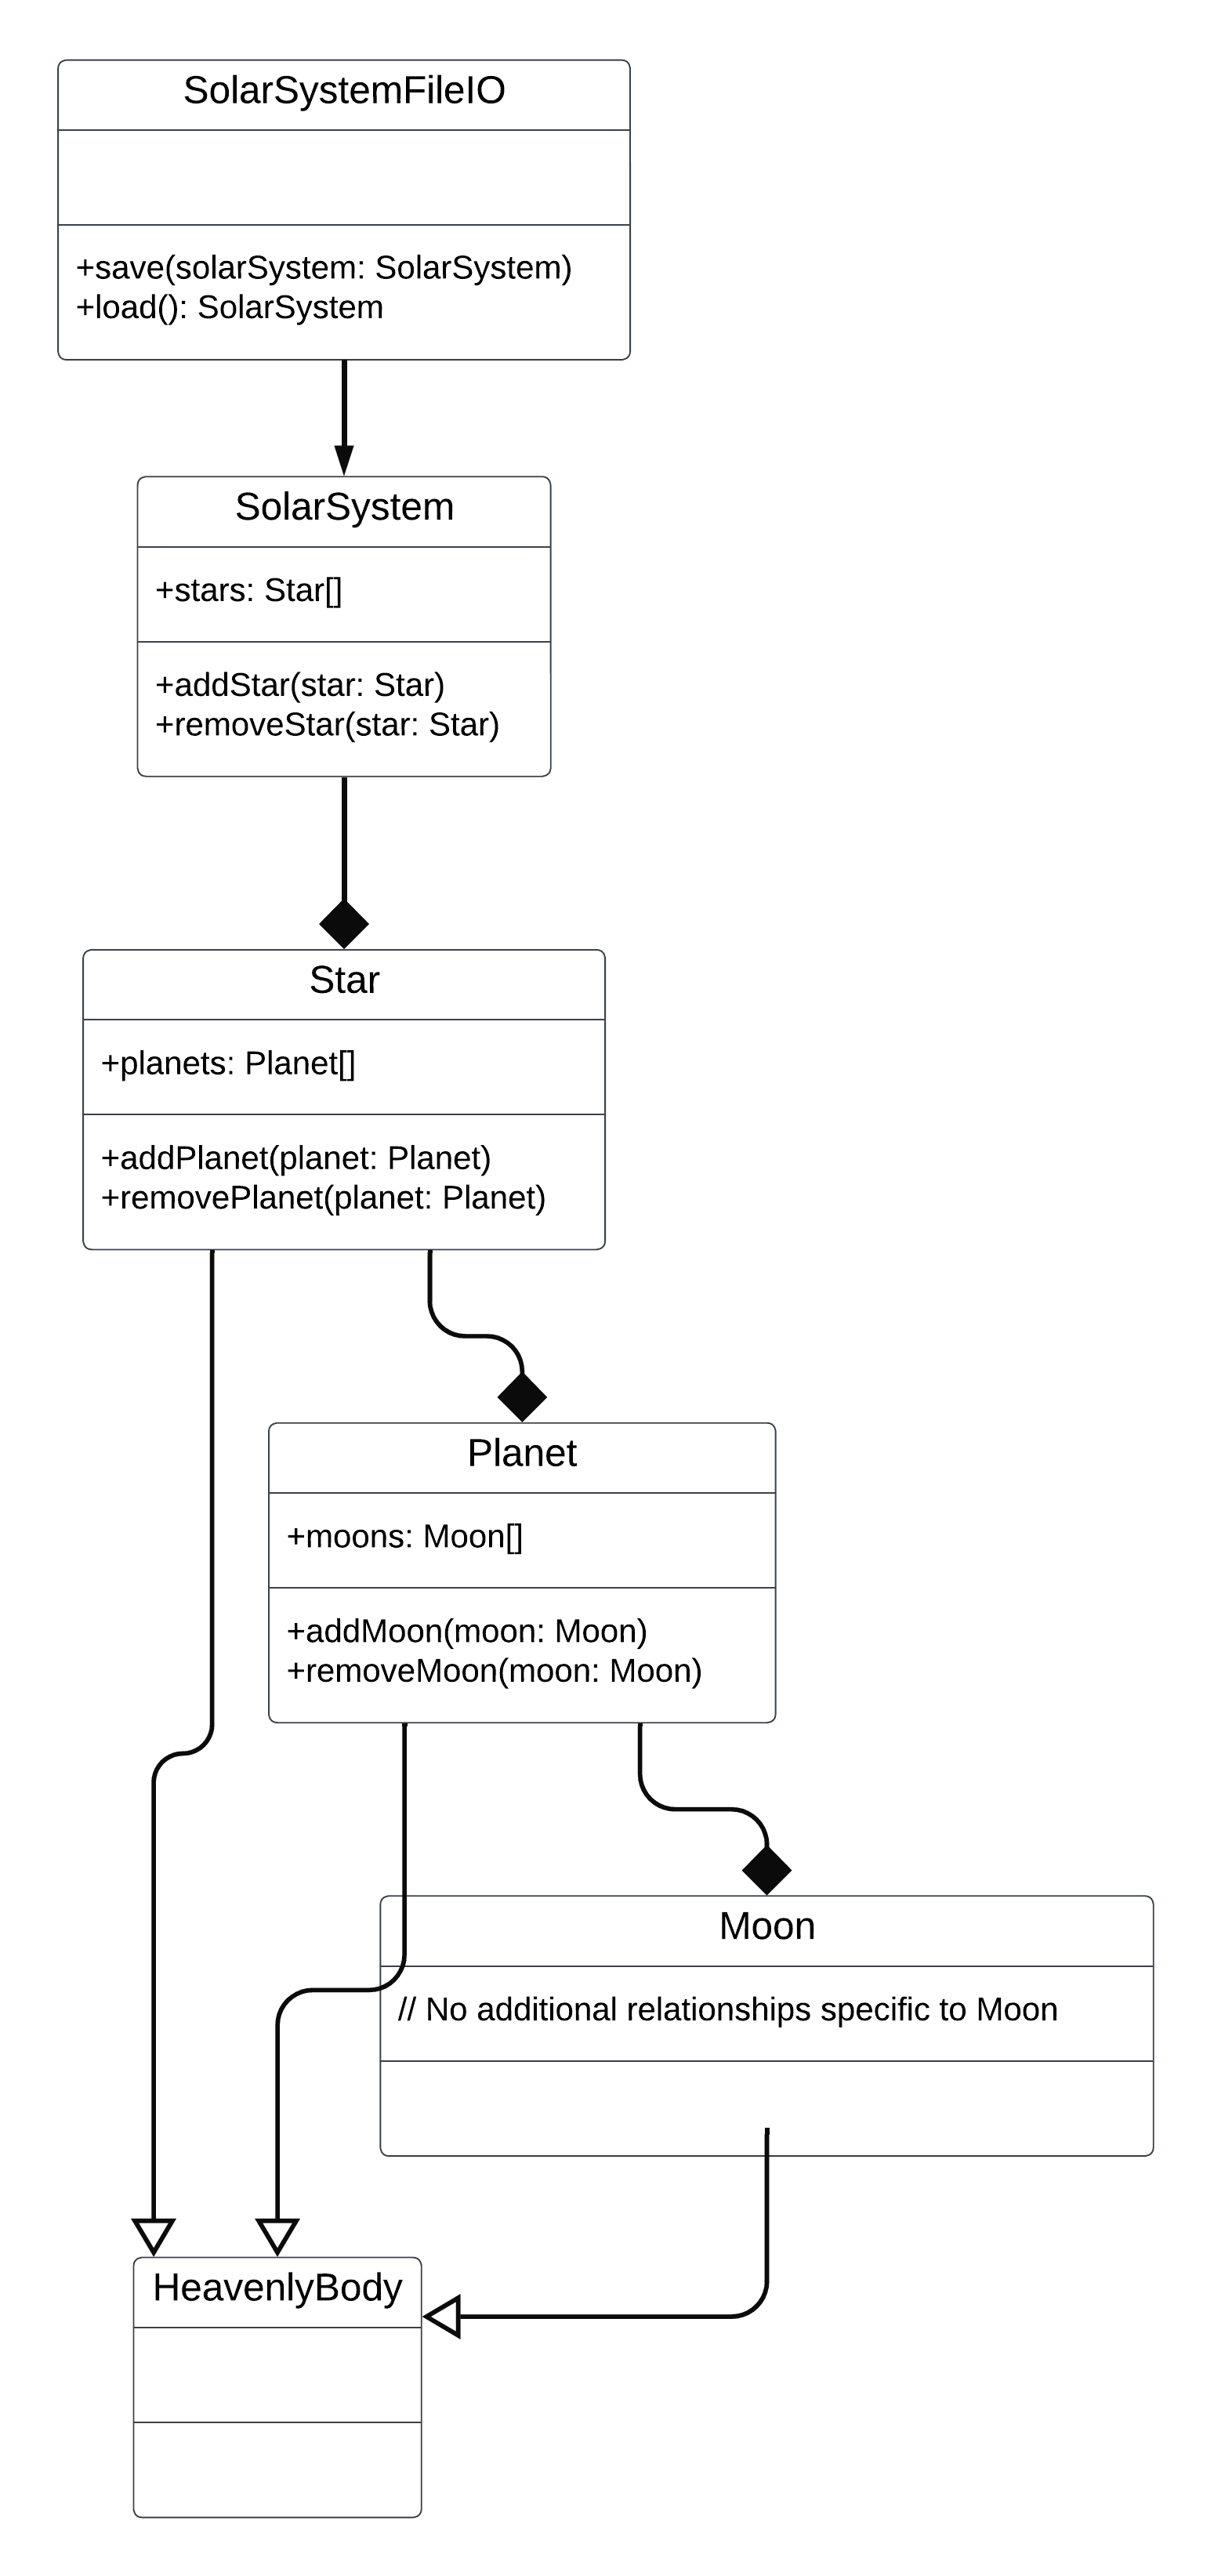 SolarSystemFileIO
+save(solarSystem: SolarSystem)
+load(): SolarSystem
SolarSystem
+stars: Star[]
+addStar(star: Star)
+removeStar(star: Star)
Star
+planets: Planet[]
+addPlanet(planet: Planet)
+removePlanet(planet: Planet)
Planet
+moons: Moon[]
+addMoon(moon: Moon)
+removeMoon(moon: Moon)
Moon
// No additional relationships specific to Moon
HeavenlyBody